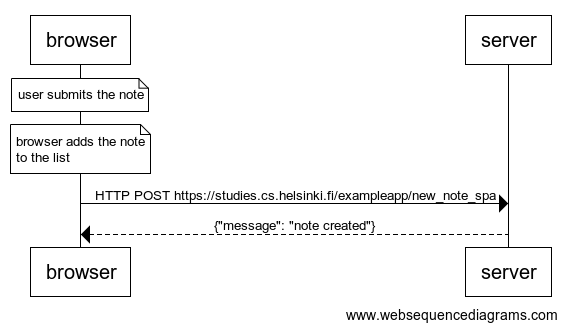 browser
server
user submits the note
browser adds the note
to the list
HTTP POST https://studies.cs.helsinki.fi/exampleapp/new_note_spa
{"message": "note created"}
browser
server
www.websequencediagrams.com